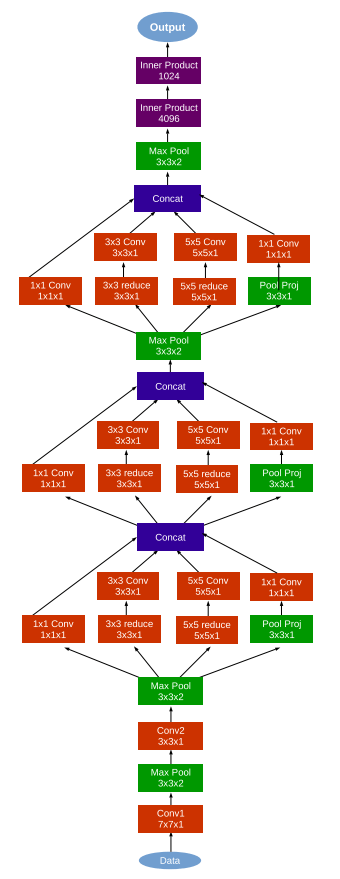 Output
Inner Product
1024
Inner Product
4096
Max Pool
3x3x2
Concat
3x3 Conv
3x3x1
5x5 Conv
5x5x1
1x1 Conv
1x1x1
1x1 Conv
1x1x1
3x3 reduce
3x3x1
5x5 reduce
5x5x1
Pool Proj
3x3x1
Max Pool
3x3x2
Concat
3x3 Conv
3x3x1
5x5 Conv
5x5x1
1x1 Conv
1x1x1
1x1 Conv
1x1x1
3x3 reduce
3x3x1
5x5 reduce
5x5x1
Pool Proj
3x3x1
Concat
3x3 Conv
3x3x1
5x5 Conv
5x5x1
1x1 Conv
1x1x1
1x1 Conv
1x1x1
3x3 reduce
3x3x1
5x5 reduce
5x5x1
Pool Proj
3x3x1
Max Pool
3x3x2
Conv2
3x3x1
Max Pool
3x3x2
Conv1
7x7x1
Data